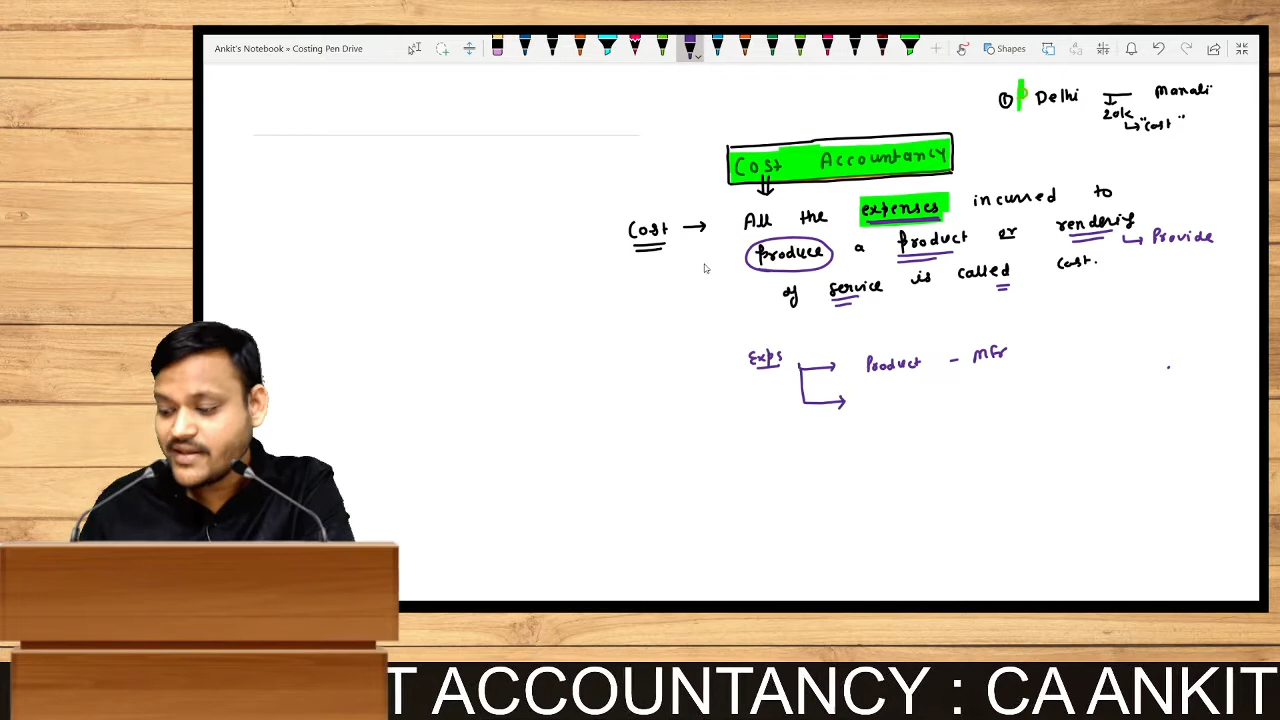 Ankit's Notebook » Costing Pen Drive
Shapes
① Delhi — Manali
20k
↳ "Cost"
Cost Accountancy
Cost → All the expenses incurred to
produce a product or rendering
↳ Provide
of service is called cost.
Exps → Product - MFr
T ACCOUNTANCY : CA ANKIT